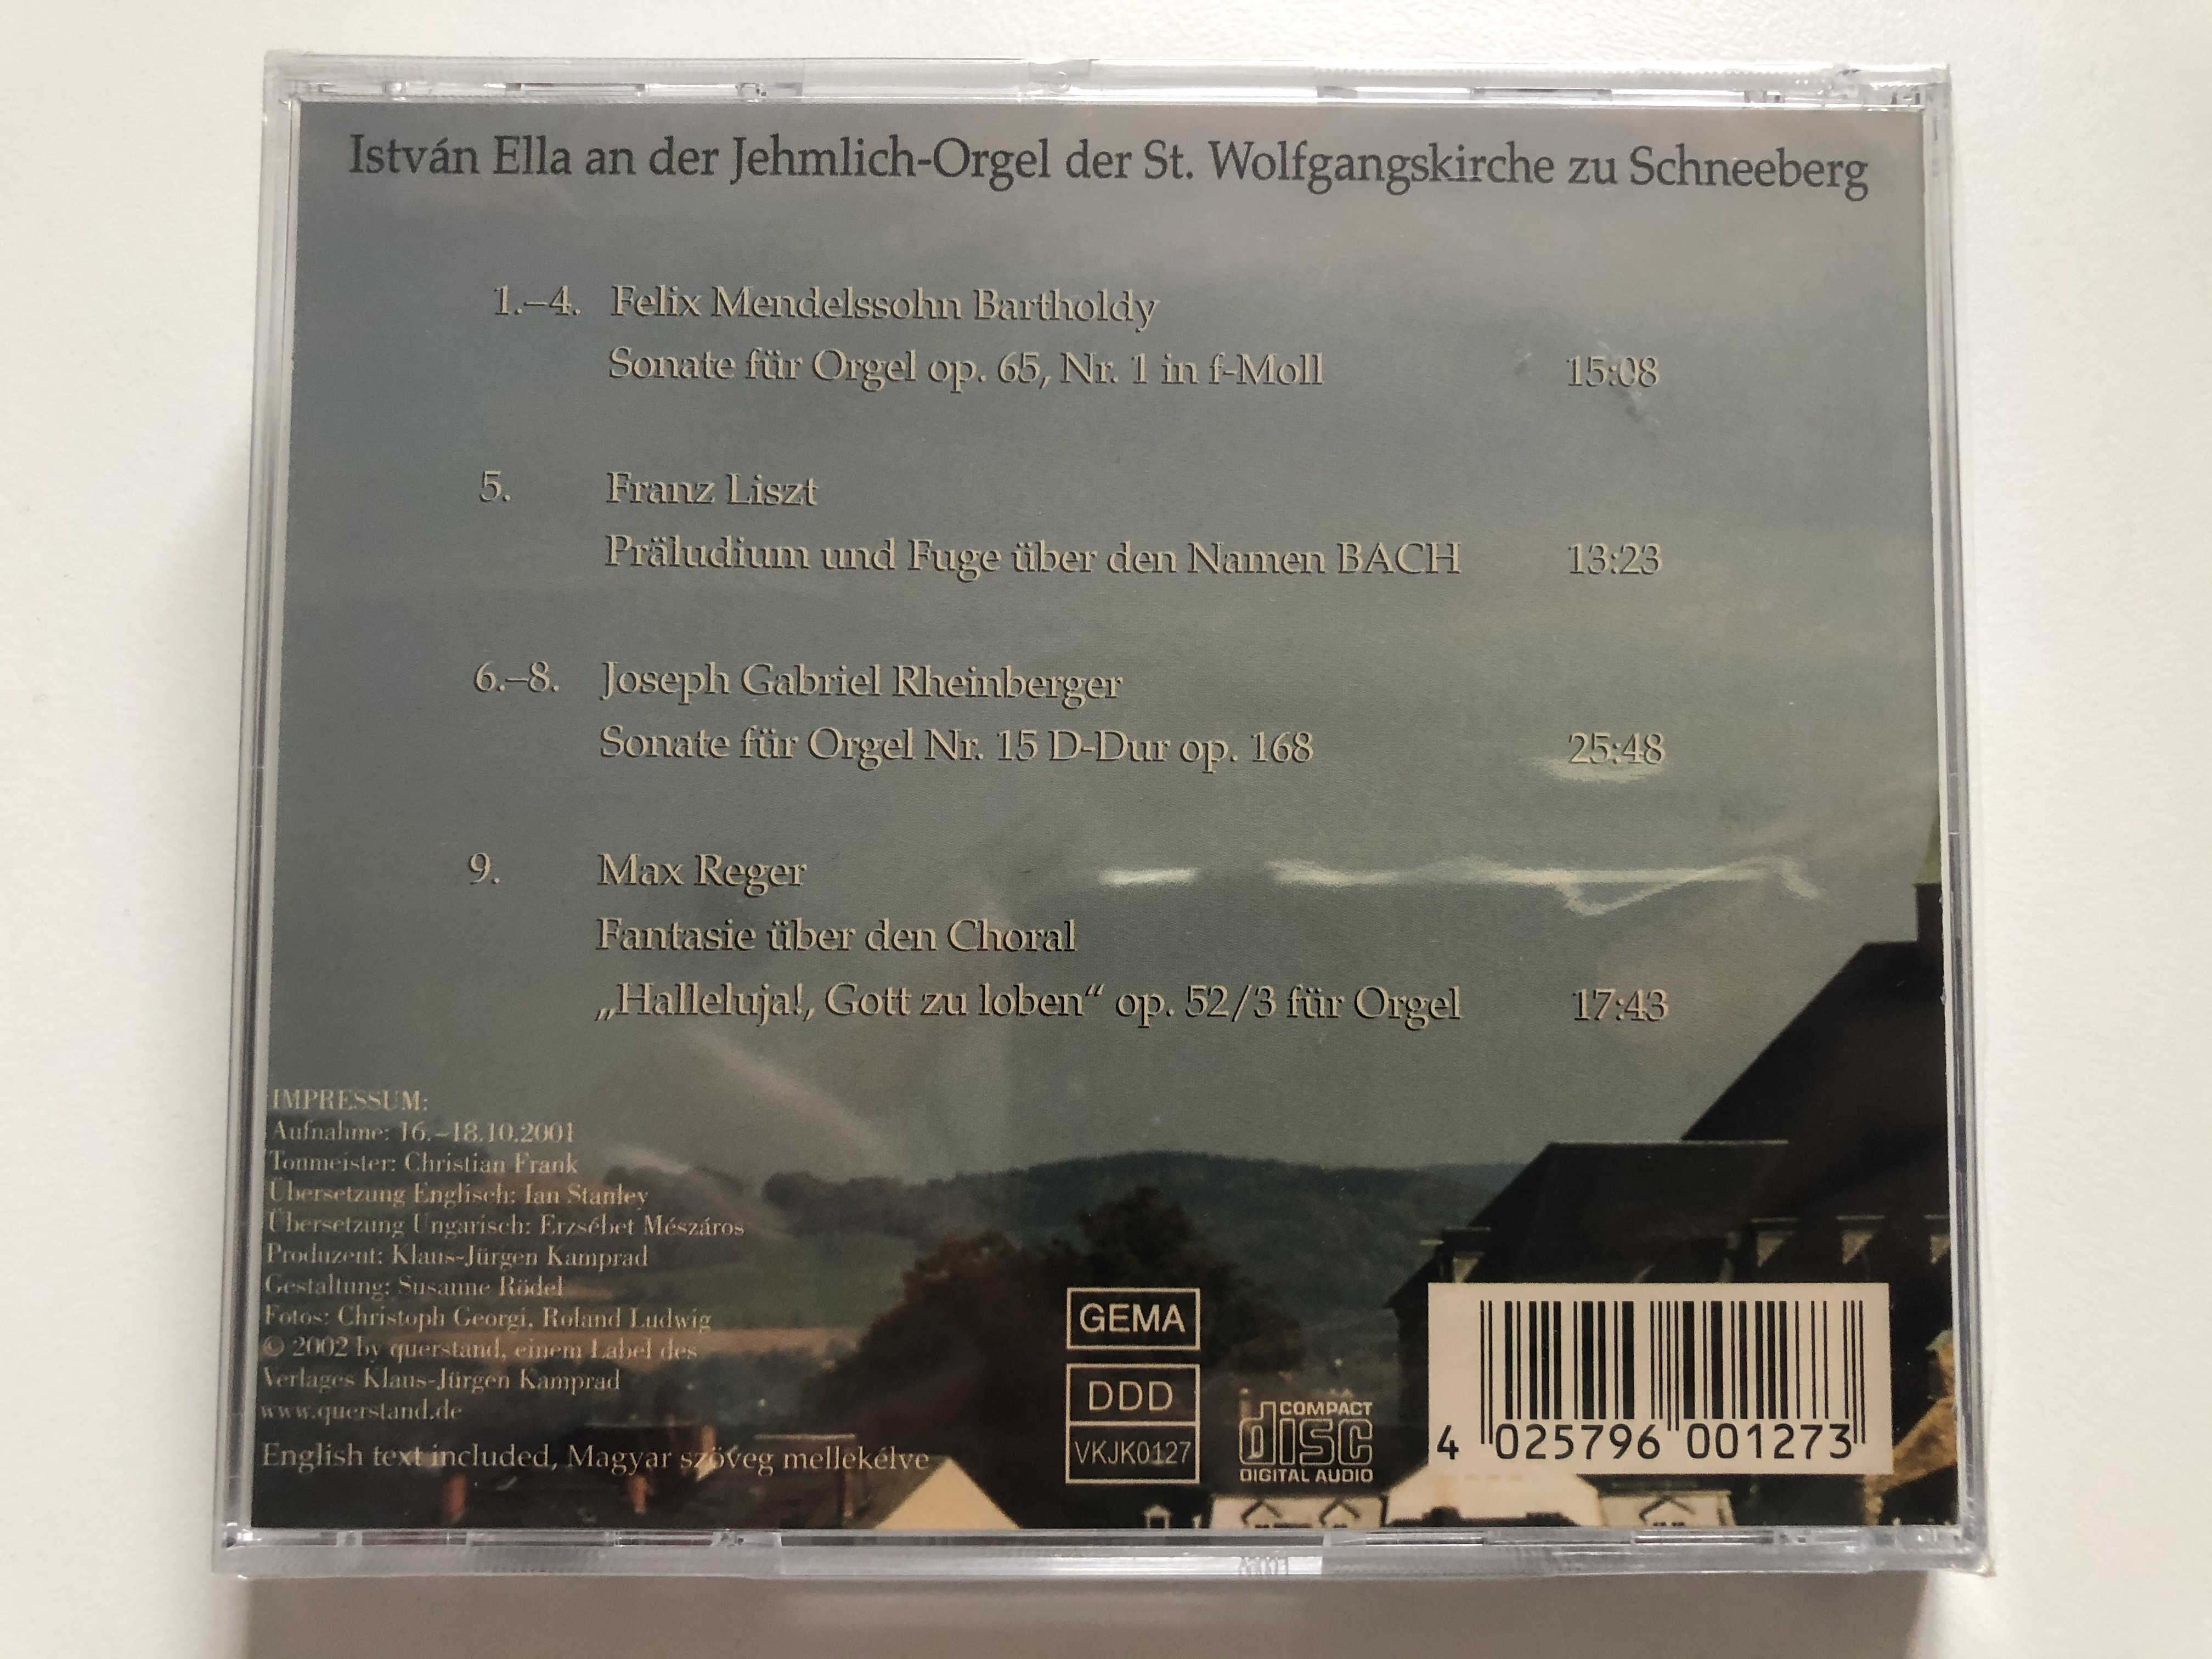 István Ella an der Jehmlich-Orgel der St. Wolfgangskirche zu Schneeberg
1.–4. Felix Mendelssohn Bartholdy
Sonate für Orgel op. 65, Nr. 1 in f-Moll 15:08
5. Franz Liszt
Präludium und Fuge über den Namen BACH 13:23
6.–8. Joseph Gabriel Rheinberger
Sonate für Orgel Nr. 15 D-Dur op. 168 25:48
9. Max Reger
Fantasie über den Choral
„Halleluja!, Gott zu loben“ op. 52/3 für Orgel 17:43
IMPRESSUM:
Aufnahme: 16.–18.10.2001
Tonmeister: Christian Frank
Übersetzung Englisch: Ian Stanley
Übersetzung Ungarisch: Erzsébet Mészáros
Produzent: Klaus-Jürgen Kamprad
Gestaltung: Susanne Rödel
Fotos: Christoph Georgi, Roland Ludwig
© 2002 by querstand, einem Label des
Verlages Klaus-Jürgen Kamprad
www.querstand.de
English text included, Magyar szöveg mellekélve
GEMA
DDD
VKJK0127
COMPACT
disc
DIGITAL AUDIO
4 025796 001273